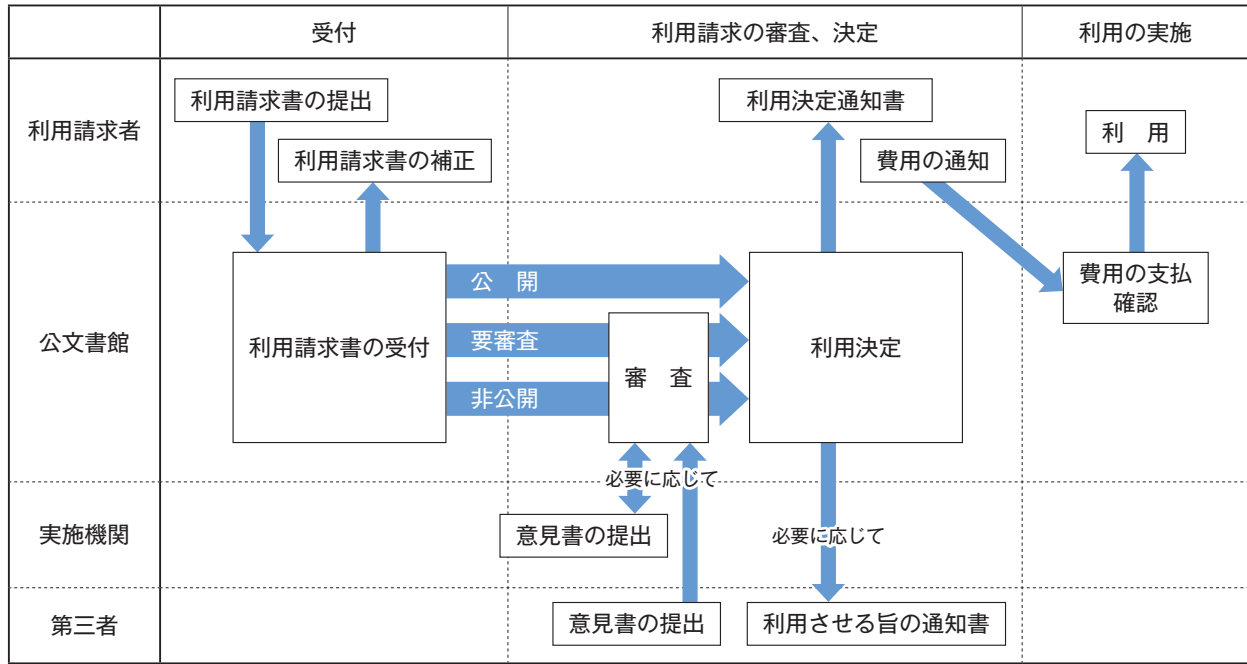 受付
利用請求の審査、決定
利用の実施
利用請求者
利用請求書の提出
利用請求書の補正
利用決定通知書
費用の通知
利　用
公文書館
利用請求書の受付
公　開
要審査
非公開
審　査
利用決定
費用の支払
確認
必要に応じて
実施機関
意見書の提出
必要に応じて
第三者
意見書の提出
利用させる旨の通知書